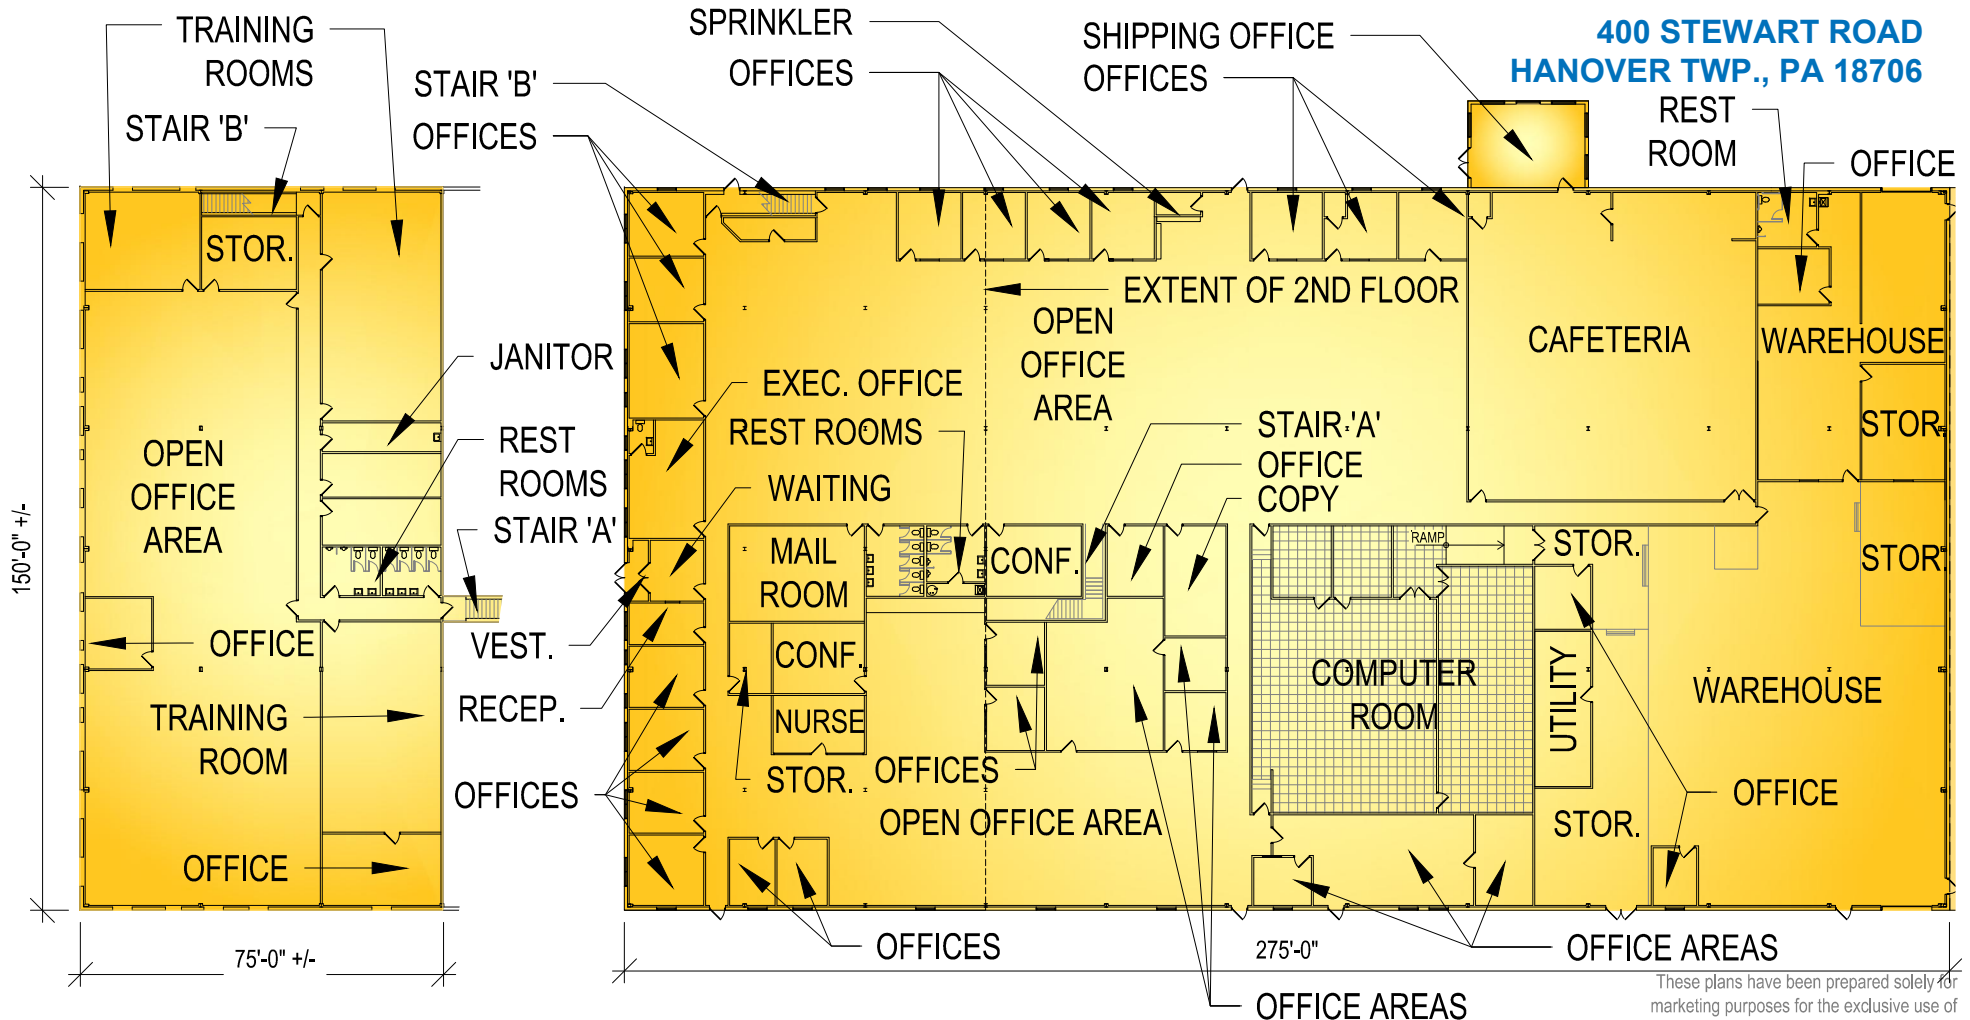 TRAINING
ROOMS
STAIR 'B'
STOR.
JANITOR
OPEN
OFFICE
AREA
REST
ROOMS
STAIR 'A'
OFFICE
TRAINING
ROOM
OFFICE
150'-0" +/-
75'-0" +/-
SPRINKLER
OFFICES
STAIR 'B'
OFFICES
SHIPPING OFFICE
OFFICES
400 STEWART ROAD
HANOVER TWP., PA 18706
REST
ROOM
OFFICE
EXTENT OF 2ND FLOOR
OPEN
OFFICE
AREA
CAFETERIA
WAREHOUSE
EXEC. OFFICE
REST ROOMS
WAITING
STAIR 'A'
OFFICE
COPY
STOR.
MAIL
ROOM
CONF.
RAMP
STOR.
STOR.
VEST.
CONF.
RECEP.
NURSE
COMPUTER
ROOM
UTILITY
WAREHOUSE
STOR.
OFFICES
OFFICES
OPEN OFFICE AREA
STOR.
OFFICE
OFFICES
275'-0"
OFFICE AREAS
OFFICE AREAS
These plans have been prepared solely for
marketing purposes for the exclusive use of